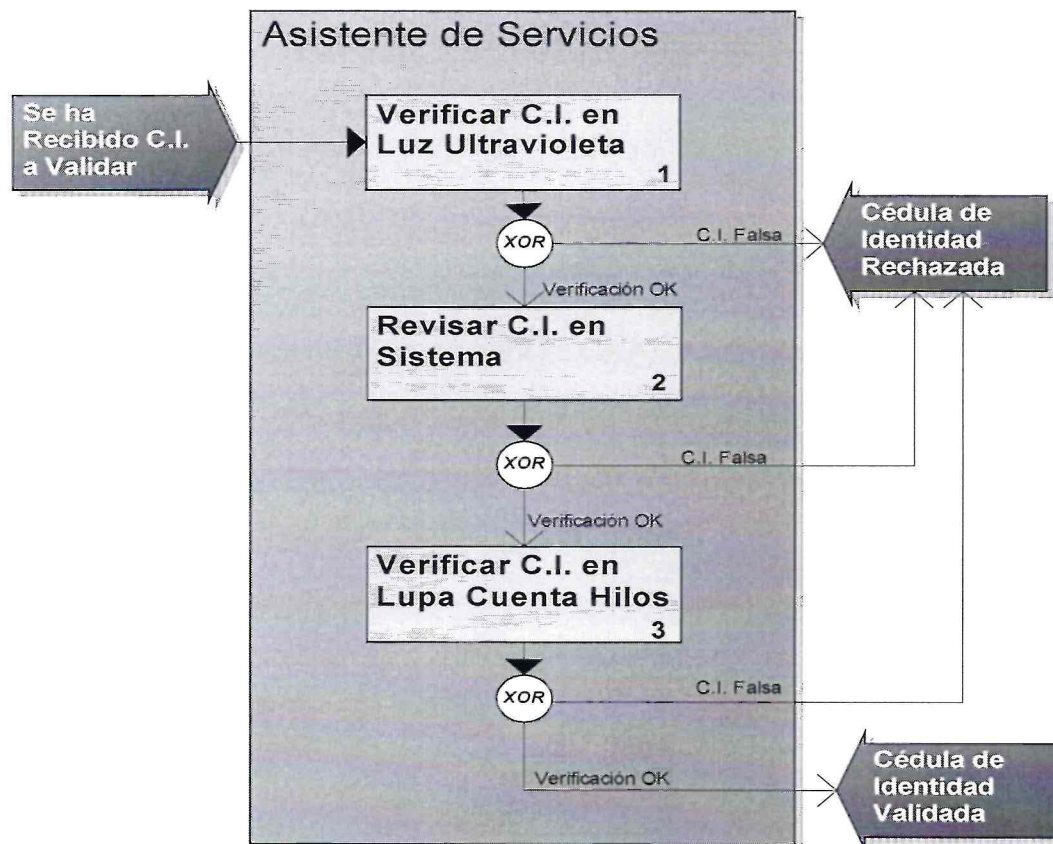 Asistente de Servicios
Se ha
Recibido C.I.
a Validar
Verificar C.I. en
Luz Ultravioleta
1
XOR
C.I. Falsa
Cédula de
Identidad
Rechazada
Verificación OK
Revisar C.I. en
Sistema
2
XOR
C.I. Falsa
Verificación OK
Verificar C.I. en
Lupa Cuenta Hilos
3
XOR
C.I. Falsa
Verificación OK
Cédula de
Identidad
Validada